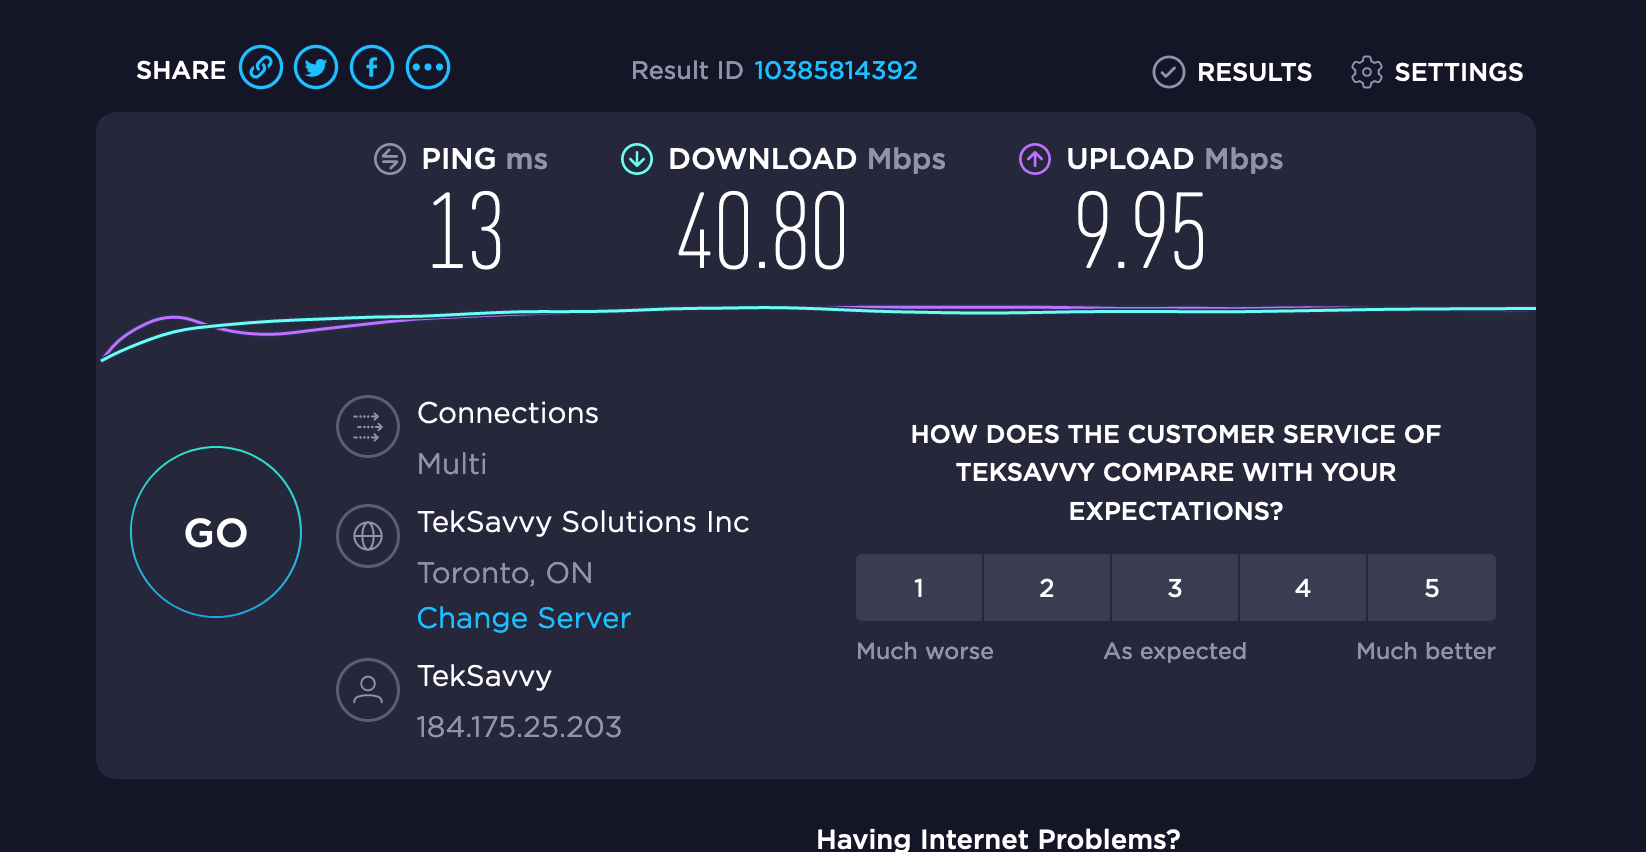 SHARE
Result ID 10385814392
RESULTS
SETTINGS
PING ms
13
DOWNLOAD Mbps
40.80
UPLOAD Mbps
9.95
GO
Connections
Multi
TekSavvy Solutions Inc
Toronto, ON
Change Server
TekSavvy
184.175.25.203
HOW DOES THE CUSTOMER SERVICE OF
TEKSAVVY COMPARE WITH YOUR
EXPECTATIONS?
1 2 3 4 5
Much worse As expected Much better
Having Internet Problems?